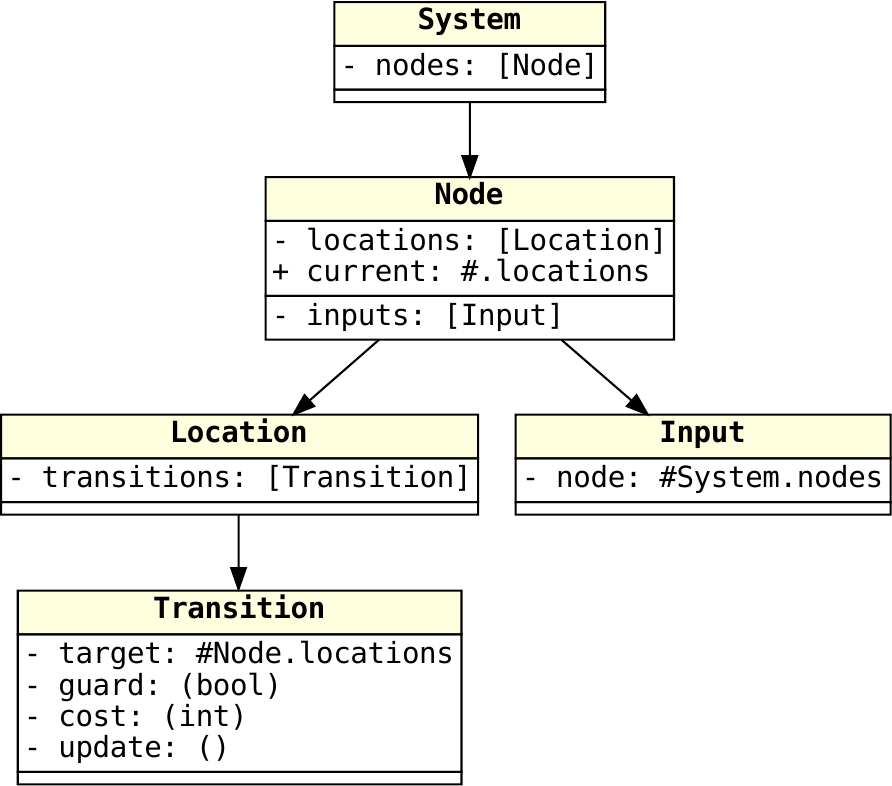 System
- nodes: [Node]
Node
- locations: [Location]
+ current: #.locations
- inputs: [Input]
Location
- transitions: [Transition]
Input
- node: #System.nodes
Transition
- target: #Node.locations
- guard: (bool)
- cost: (int)
- update: ()